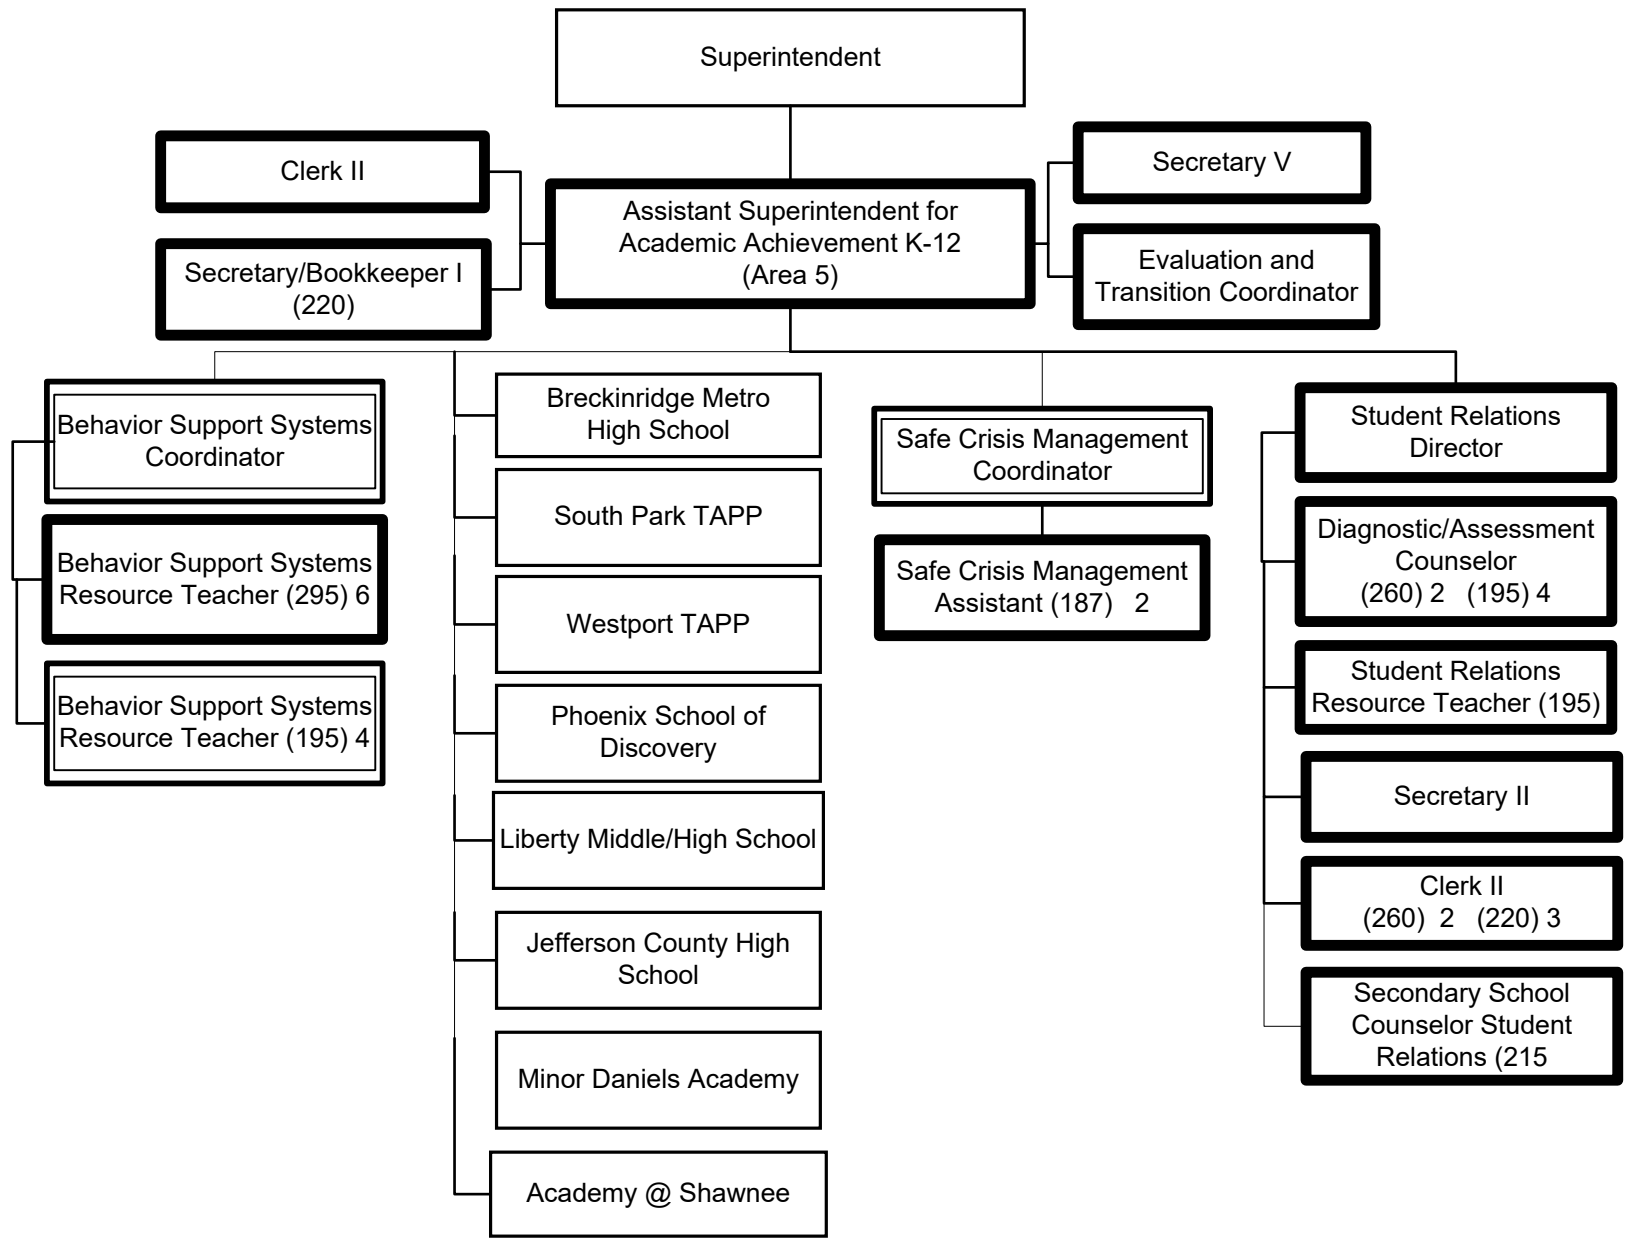 Superintendent
Clerk II
Secretary/Bookkeeper I
(220)
Assistant Superintendent for
Academic Achievement K-12
(Area 5)
Secretary V
Evaluation and
Transition Coordinator
Behavior Support Systems
Coordinator
Behavior Support Systems
Resource Teacher (295) 6
Behavior Support Systems
Resource Teacher (195) 4
Breckinridge Metro
High School
South Park TAPP
Westport TAPP
Phoenix School of
Discovery
Liberty Middle/High School
Jefferson County High
School
Minor Daniels Academy
Academy @ Shawnee
Safe Crisis Management
Coordinator
Safe Crisis Management
Assistant (187)   2
Student Relations
Director
Diagnostic/Assessment
Counselor
(260) 2   (195) 4
Student Relations
Resource Teacher (195)
Secretary II
Clerk II
(260)  2   (220) 3
Secondary School
Counselor Student
Relations (215